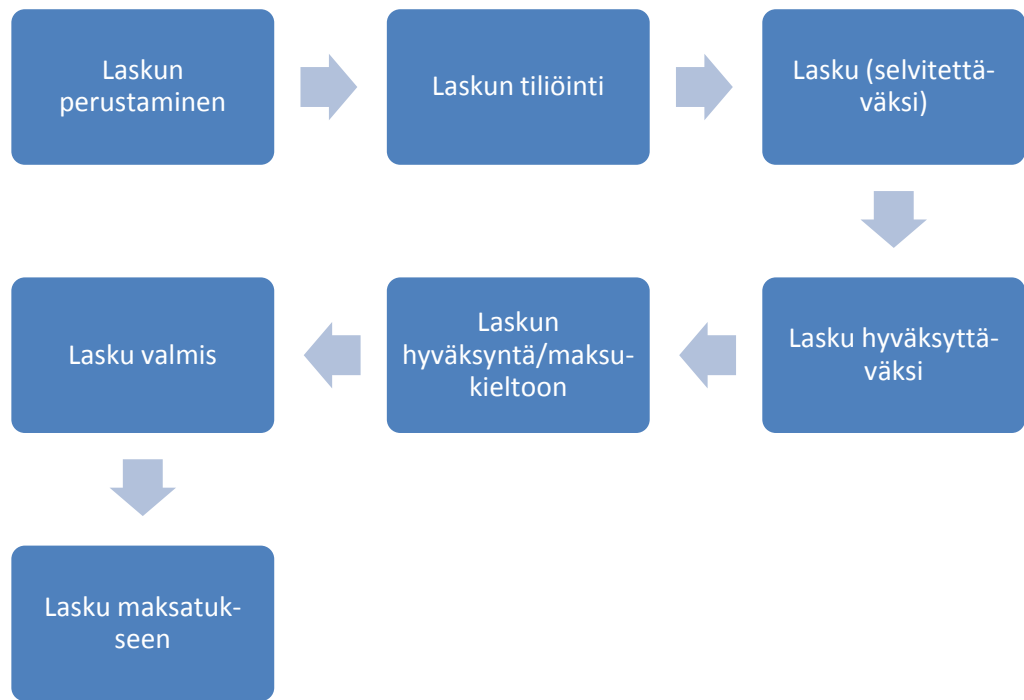 Laskun
perustaminen
Laskun tiliöinti
Lasku (selvitettä-
väksi)
Lasku hyväksyttä-
väksi
Laskun
hyväksyntä/maksu-
kieltoon
Lasku valmis
Lasku maksatuk-
seen